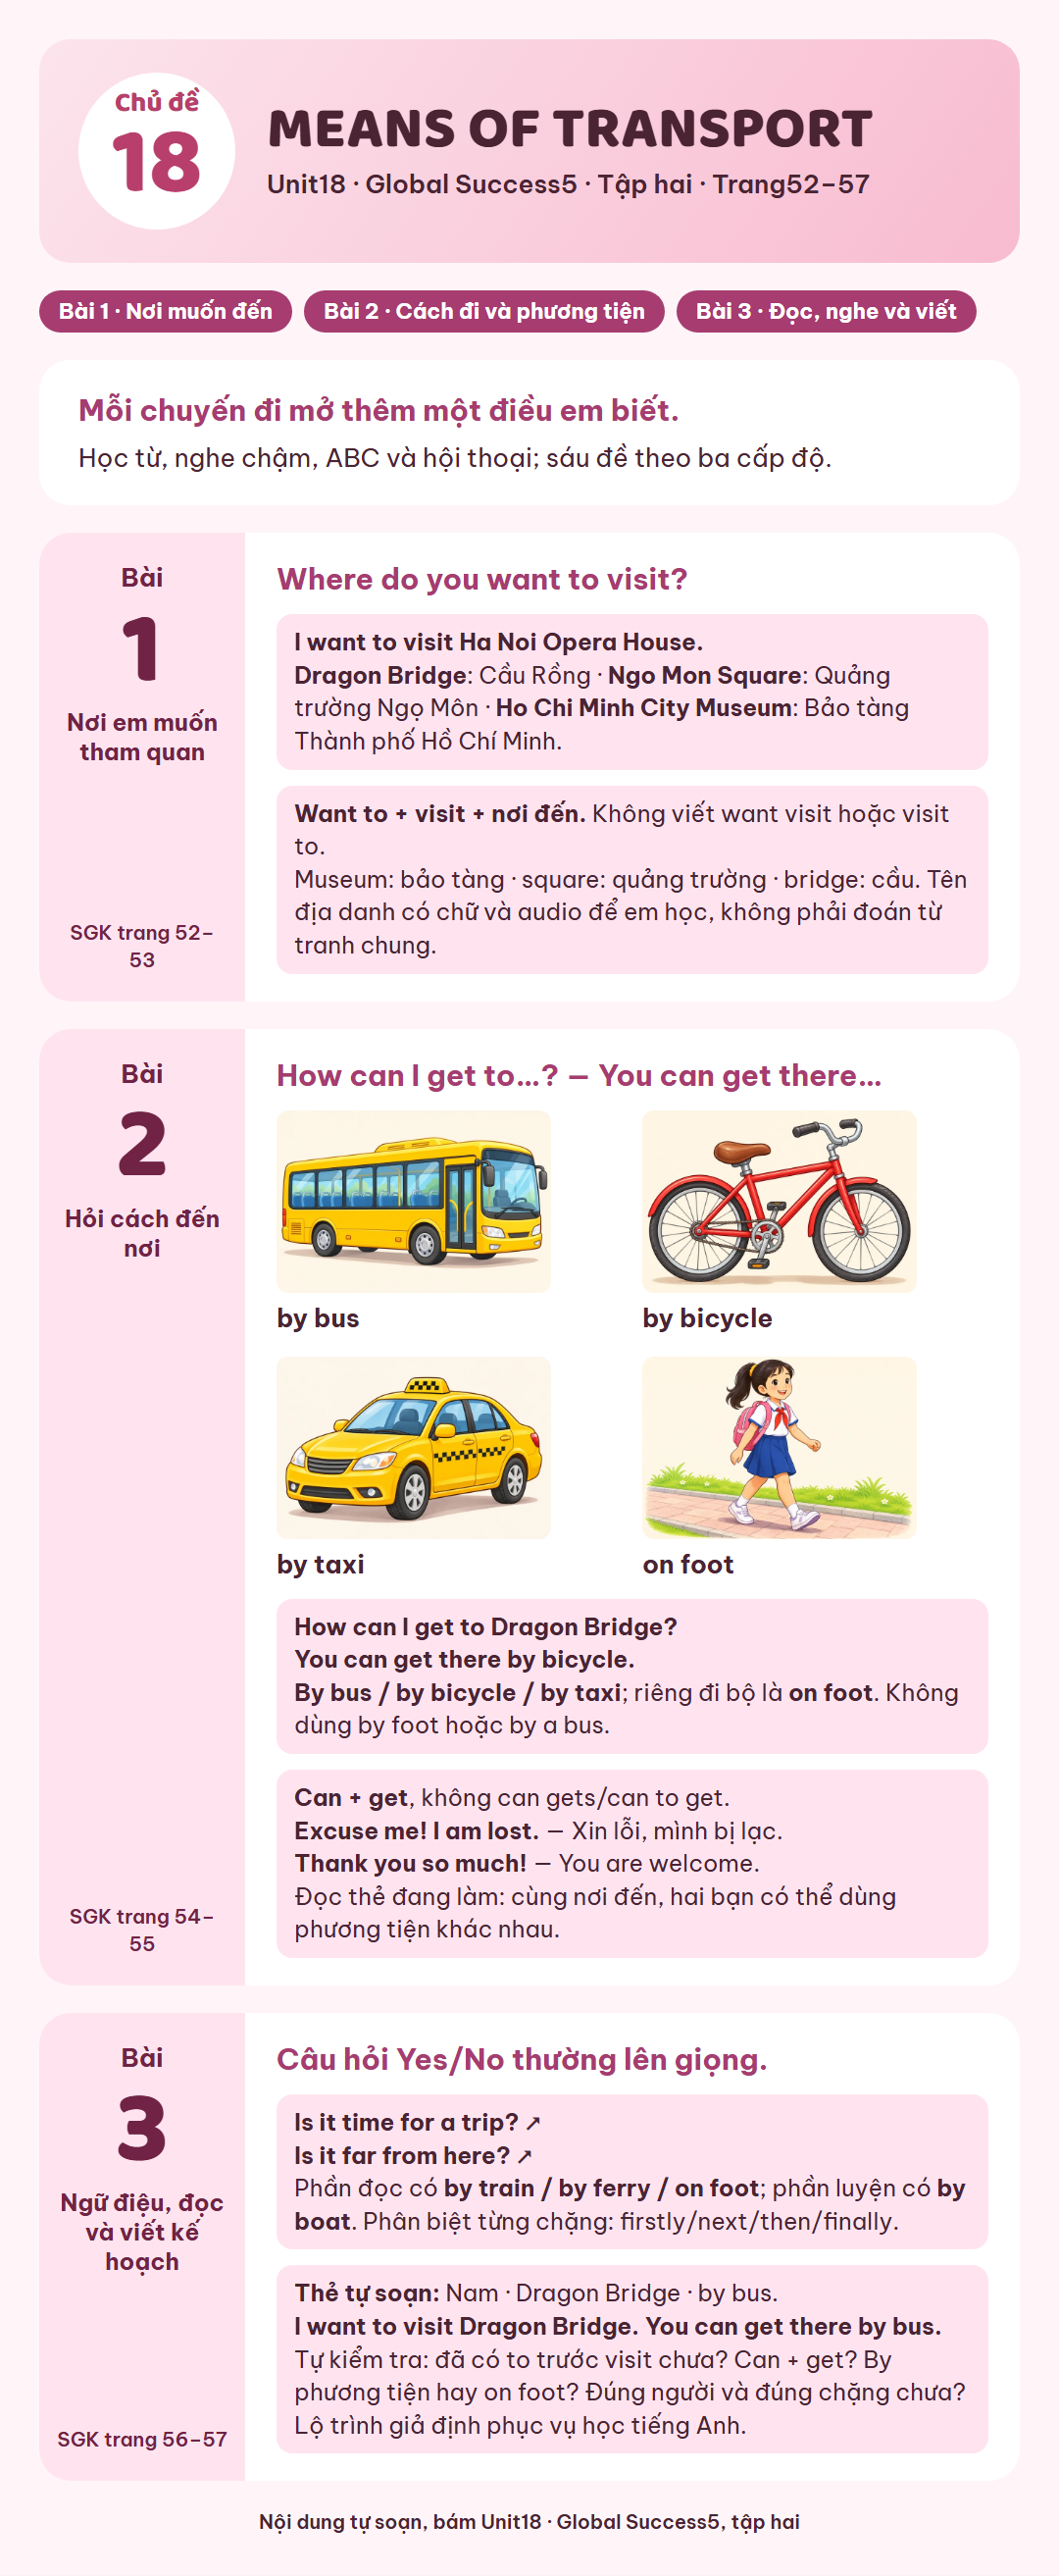 Chủ đề
18
MEANS OF TRANSPORT
Unit18 · Global Success5 · Tập hai · Trang52–57
Bài 1 · Nơi muốn đến
Bài 2 · Cách đi và phương tiện
Bài 3 · Đọc, nghe và viết
Mỗi chuyến đi mở thêm một điều em biết.
Học từ, nghe chậm, ABC và hội thoại; sáu đề theo ba cấp độ.
Bài
1
Nơi em muốn
tham quan
SGK trang 52–
53
Where do you want to visit?
I want to visit Ha Noi Opera House.
Dragon Bridge: Cầu Rồng · Ngo Mon Square: Quảng
trường Ngọ Môn · Ho Chi Minh City Museum: Bảo tàng
Thành phố Hồ Chí Minh.
Want to + visit + nơi đến. Không viết want visit hoặc visit
to.
Museum: bảo tàng · square: quảng trường · bridge: cầu. Tên
địa danh có chữ và audio để em học, không phải đoán từ
tranh chung.
Bài
2
Hỏi cách đến
nơi
SGK trang 54–
55
How can I get to...? — You can get there...
by bus
by bicycle
by taxi
on foot
How can I get to Dragon Bridge?
You can get there by bicycle.
By bus / by bicycle / by taxi; riêng đi bộ là on foot. Không
dùng by foot hoặc by a bus.
Can + get, không can gets/can to get.
Excuse me! I am lost. — Xin lỗi, mình bị lạc.
Thank you so much! — You are welcome.
Đọc thẻ đang làm: cùng nơi đến, hai bạn có thể dùng
phương tiện khác nhau.
Bài
3
Ngữ điệu, đọc
và viết kế
hoạch
SGK trang 56–57
Câu hỏi Yes/No thường lên giọng.
Is it time for a trip? ↗
Is it far from here? ↗
Phần đọc có by train / by ferry / on foot; phần luyện có by
boat. Phân biệt từng chặng: firstly/next/then/finally.
Thẻ tự soạn: Nam · Dragon Bridge · by bus.
I want to visit Dragon Bridge. You can get there by bus.
Tự kiểm tra: đã có to trước visit chưa? Can + get? By
phương tiện hay on foot? Đúng người và đúng chặng chưa?
Lộ trình giả định phục vụ học tiếng Anh.
Nội dung tự soạn, bám Unit18 · Global Success5, tập hai